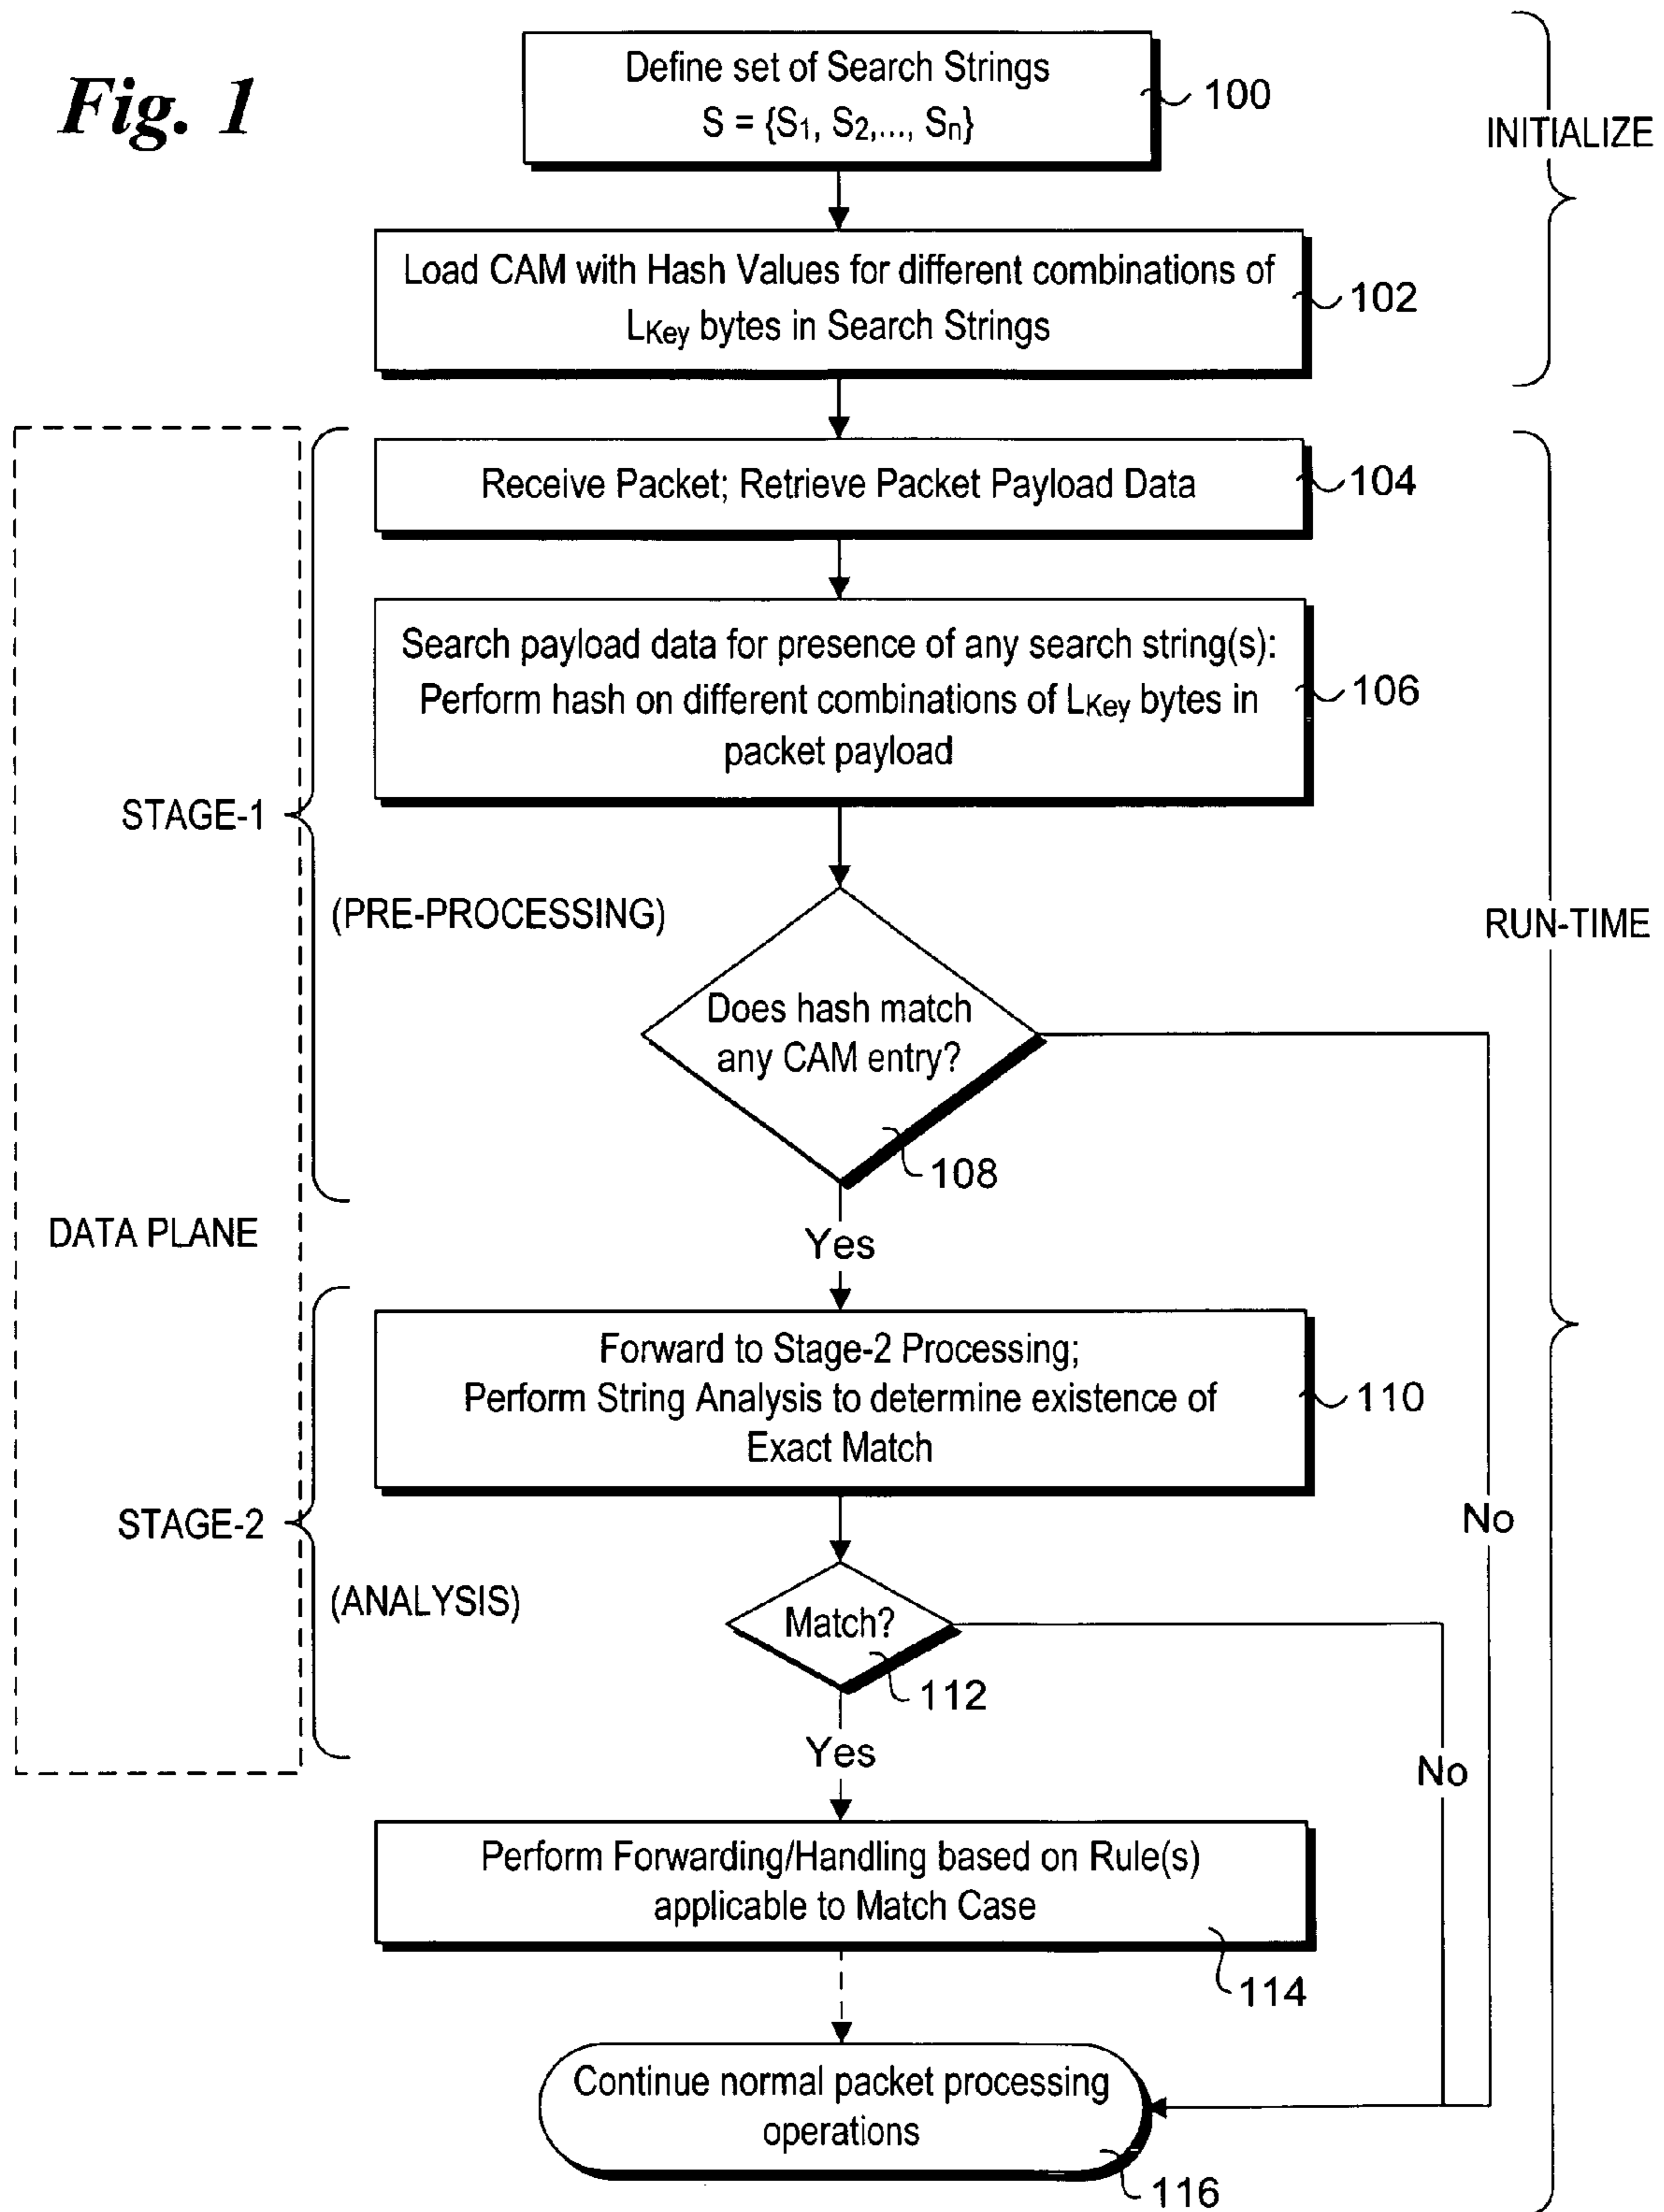 Fig. 1
Define set of Search Strings
S = {S1, S2,..., Sn}
100
INITIALIZE
Load CAM with Hash Values for different combinations of
LKey bytes in Search Strings
102
Receive Packet; Retrieve Packet Payload Data
104
Search payload data for presence of any search string(s):
Perform hash on different combinations of LKey bytes in
packet payload
106
STAGE-1
(PRE-PROCESSING)
RUN-TIME
Does hash match
any CAM entry?
108
DATA PLANE
Yes
Forward to Stage-2 Processing;
Perform String Analysis to determine existence of
Exact Match
110
No
STAGE-2
(ANALYSIS)
Match?
112
Yes
No
Perform Forwarding/Handling based on Rule(s)
applicable to Match Case
114
Continue normal packet processing
operations
116